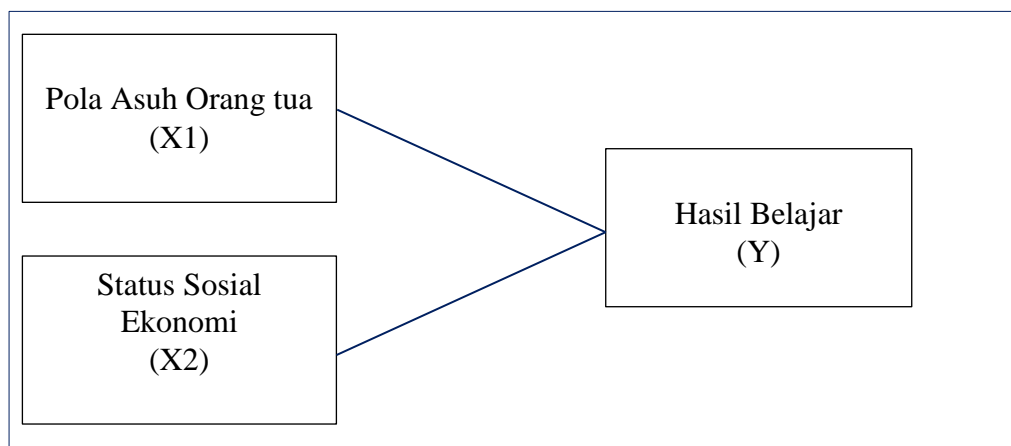 Pola Asuh Orang tua
(X1)
Status Sosial
Ekonomi
(X2)
Hasil Belajar
(Y)